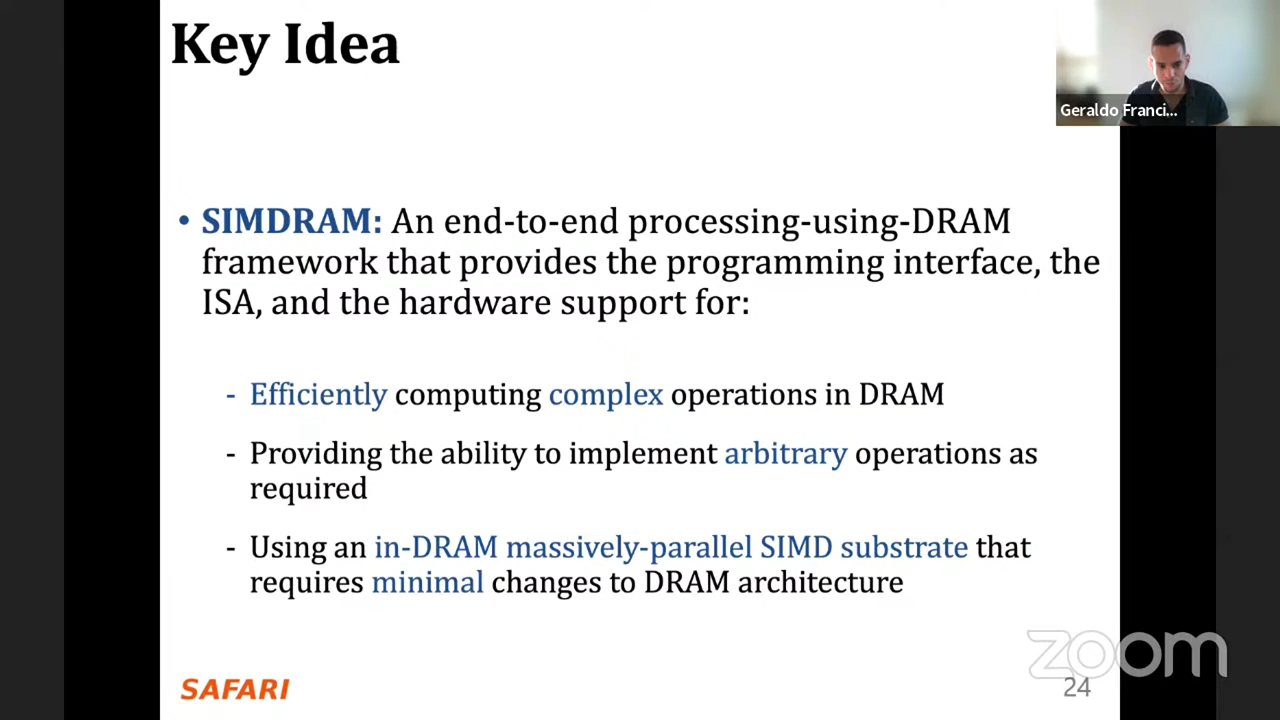 Key Idea
Geraldo Franci...
• SIMDRAM: An end-to-end processing-using-DRAM
framework that provides the programming interface, the
ISA, and the hardware support for:
- Efficiently computing complex operations in DRAM
- Providing the ability to implement arbitrary operations as
required
- Using an in-DRAM massively-parallel SIMD substrate that
requires minimal changes to DRAM architecture
zoom
SAFARI
24